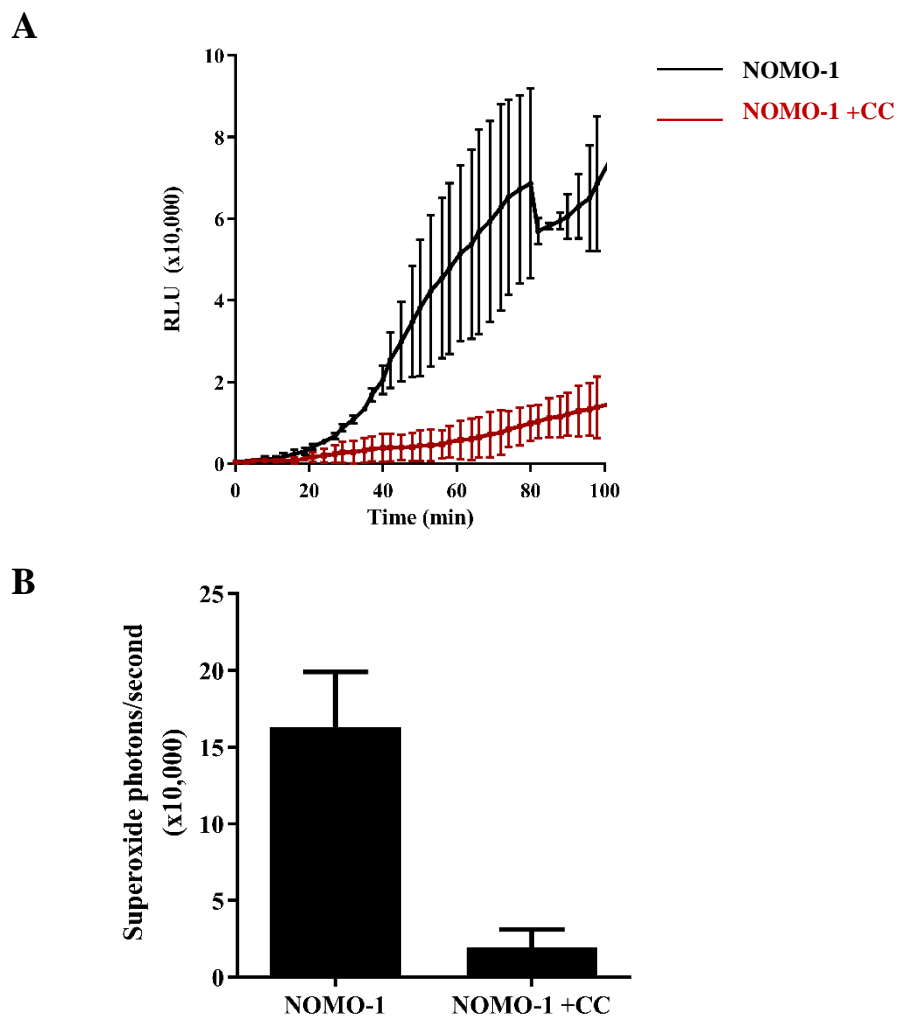 A
NOMO-1
NOMO-1 +CC
10
8
6
4
2
0
RLU (x10,000)
0 20 40 60 80 100
Time (min)
B
25
20
15
10
5
0
Superoxide photons/second
(x10,000)
NOMO-1 NOMO-1 +CC